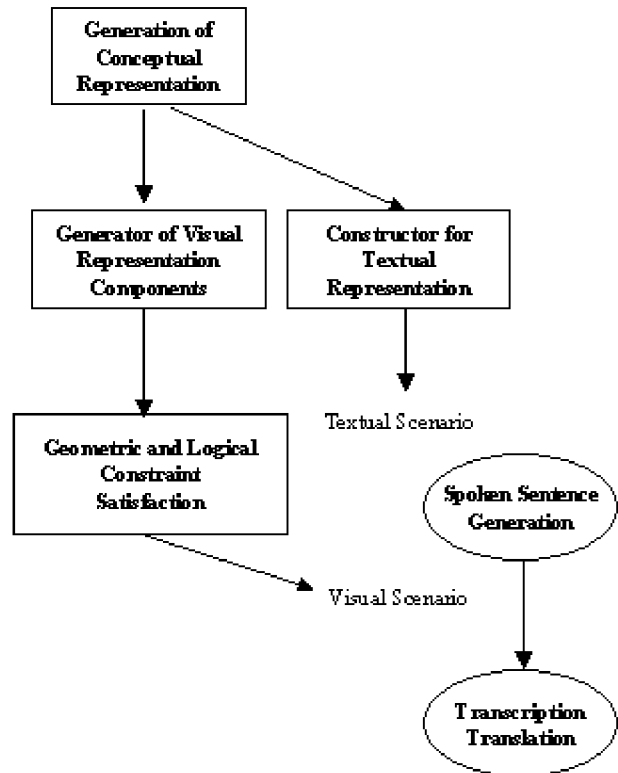 Generation of
Conceptual
Representation
Generator of Visual
Representation
Components
Constructor for
Textual
Representation
Textual Scenario
Geometric and Logical
Constraint
Satisfaction
Spoken Sentence
Generation
Visual Scenario
Transcription
Translation